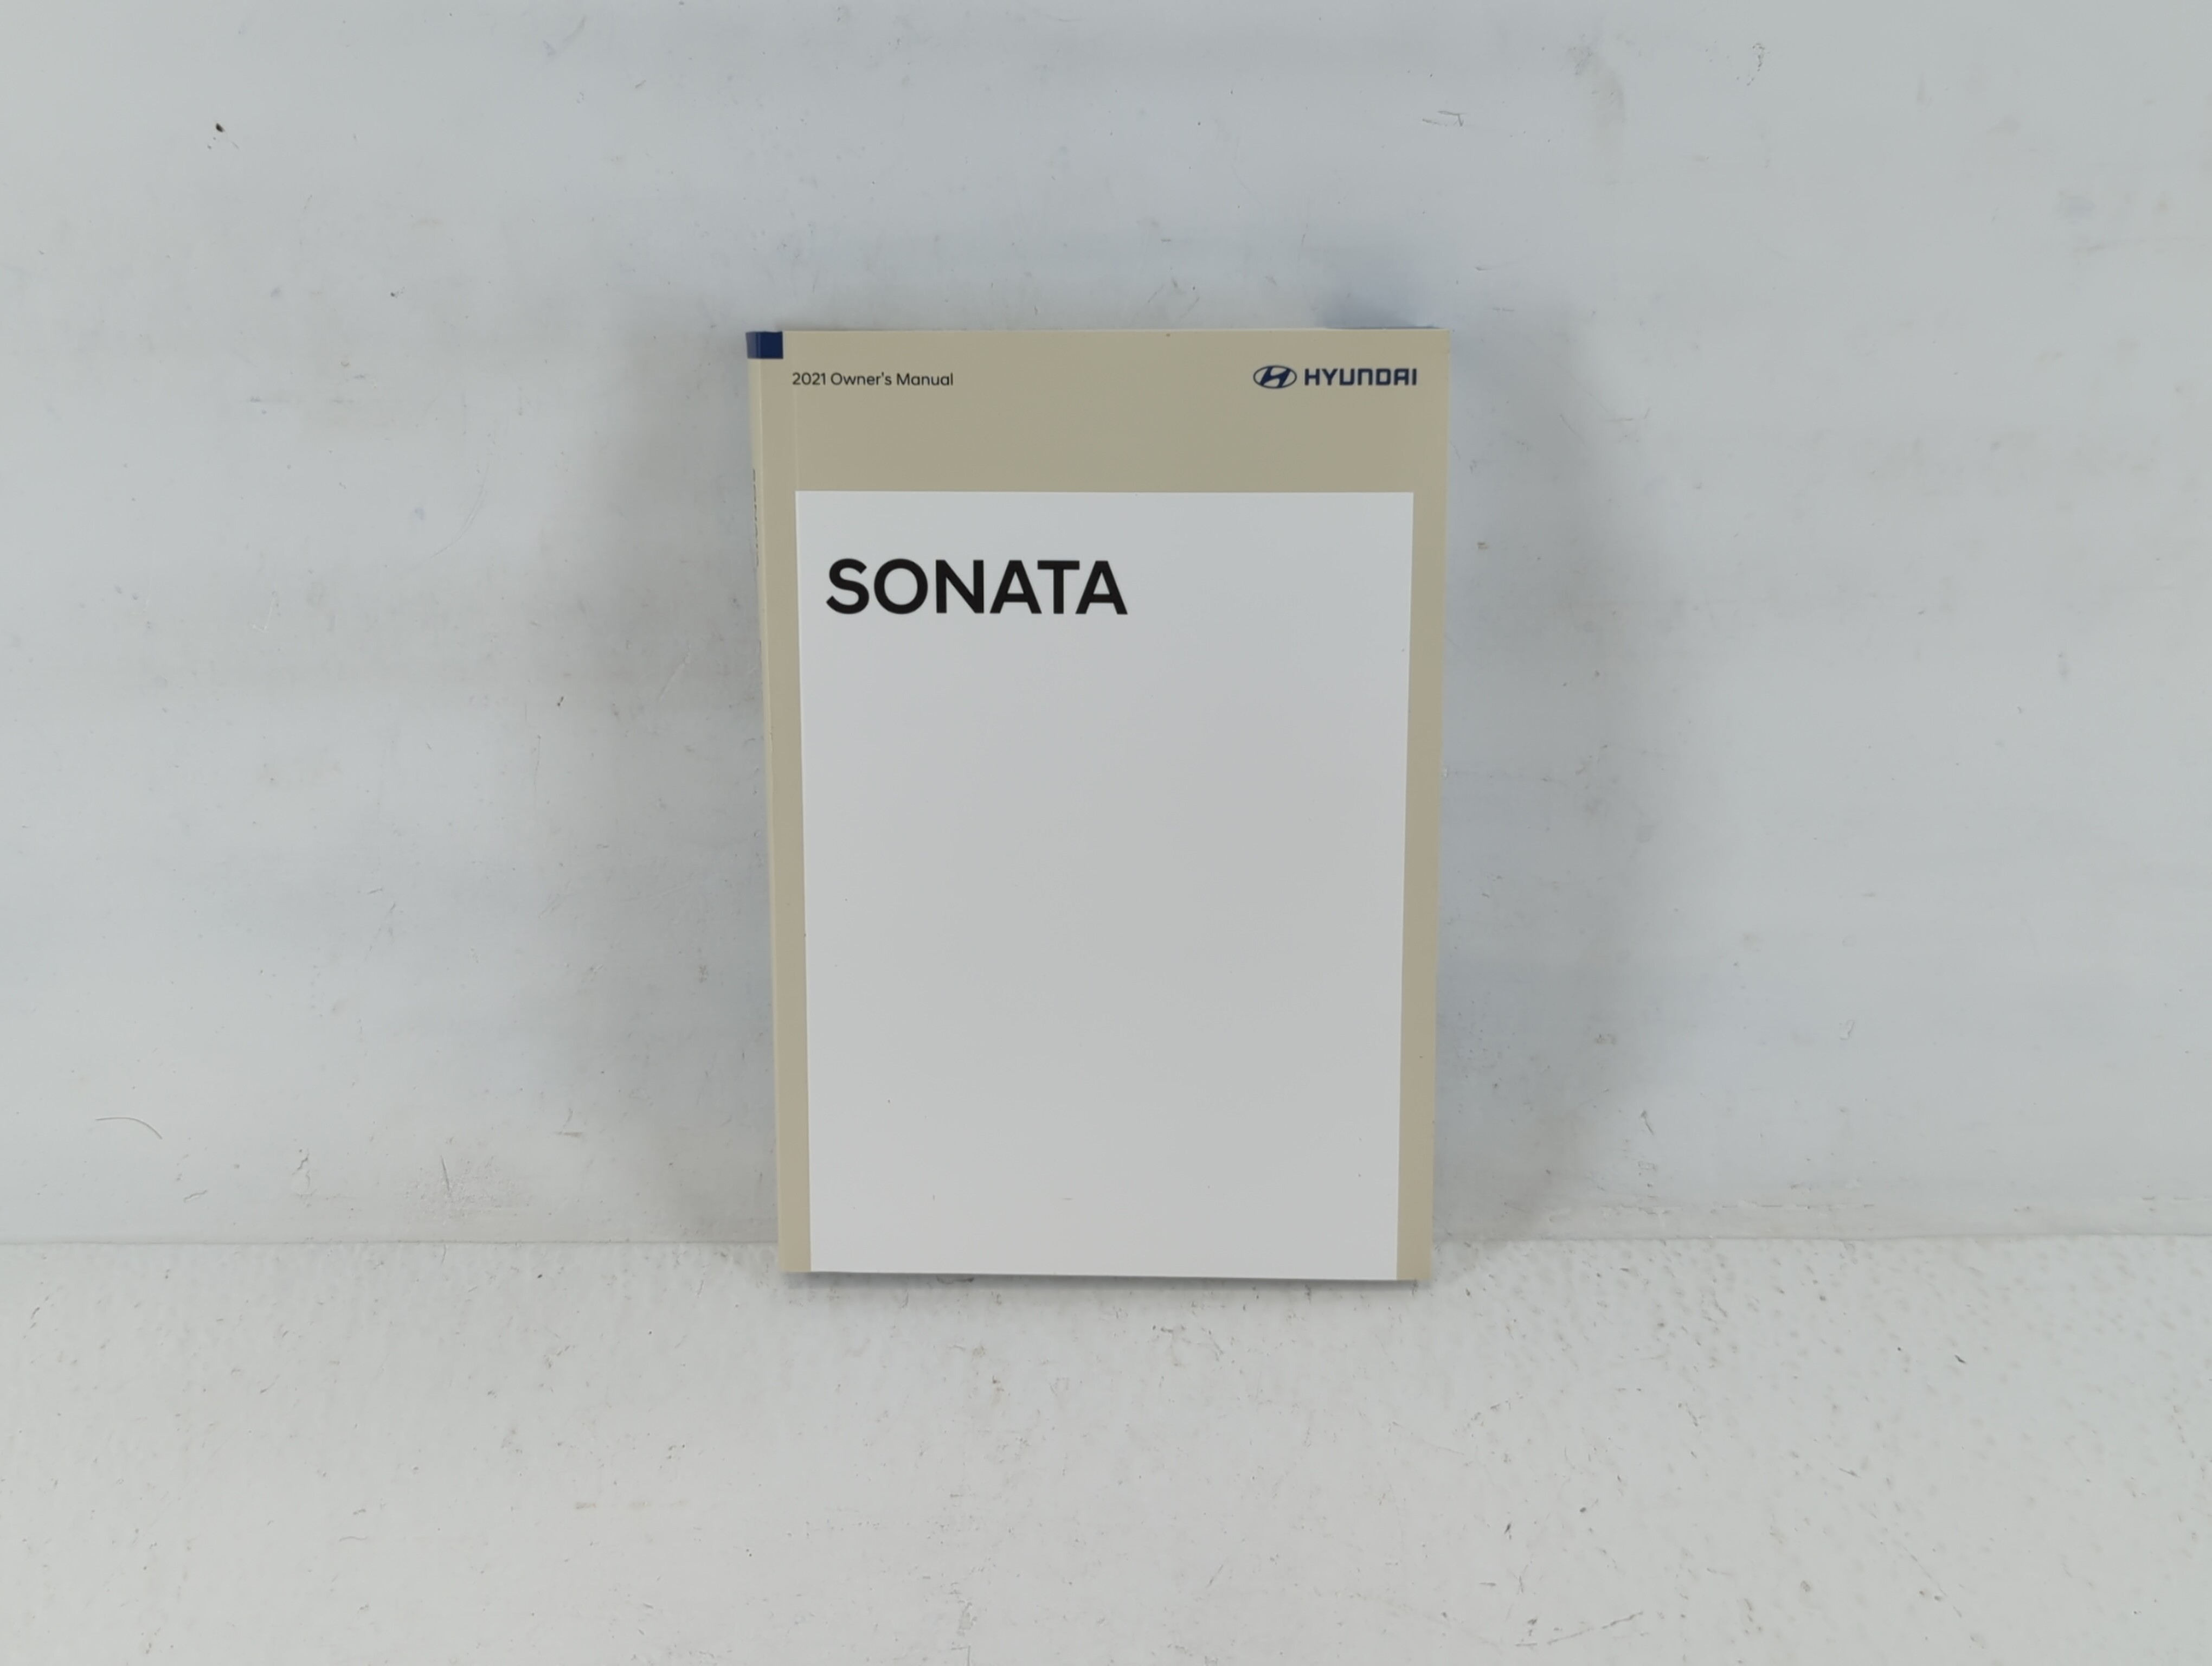 2021 Owner's Manual
HYUNDAI
SONATA